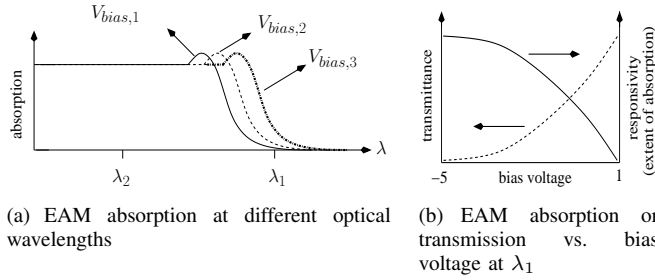 V_{bias,1}
V_{bias,2}
V_{bias,3}
absorption
λ
λ_2
λ_1
transmittance
responsivity
(extent of absorption)
-5
bias voltage
1
(a) EAM absorption at different optical
wavelengths
(b) EAM absorption or
transmission vs. bias
voltage at λ_1